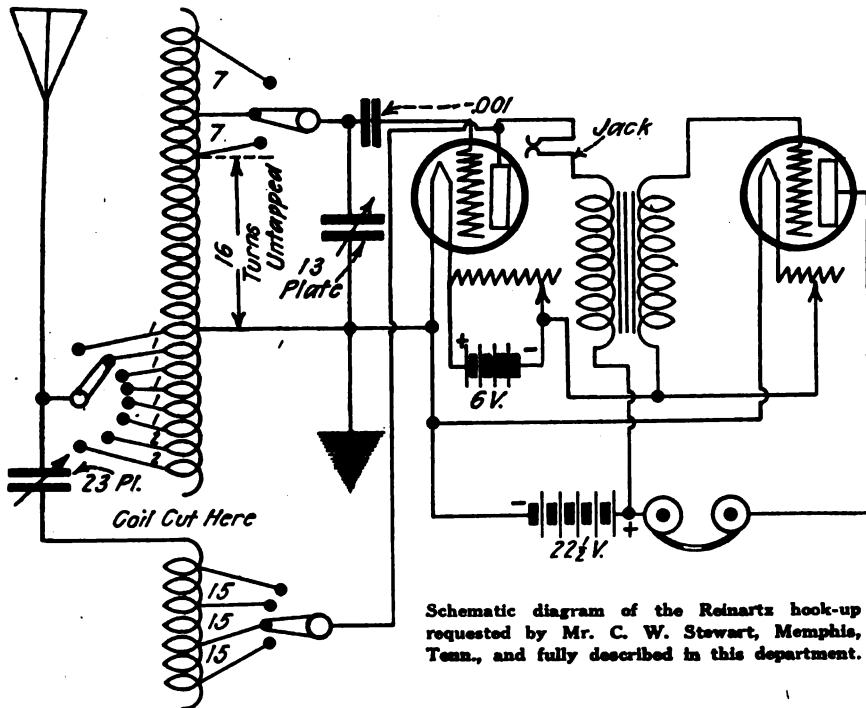 7
7
.001
Jack
16
Turns
Untapped
13
Plate
+
-
6 V.
1
1
1
1
1
2
2
23 Pl.
Coil Cut Here
-
+
22½ V.
15
15
15
Schematic diagram of the Reinartz hook-up
requested by Mr. C. W. Stewart, Memphis,
Tenn., and fully described in this department.